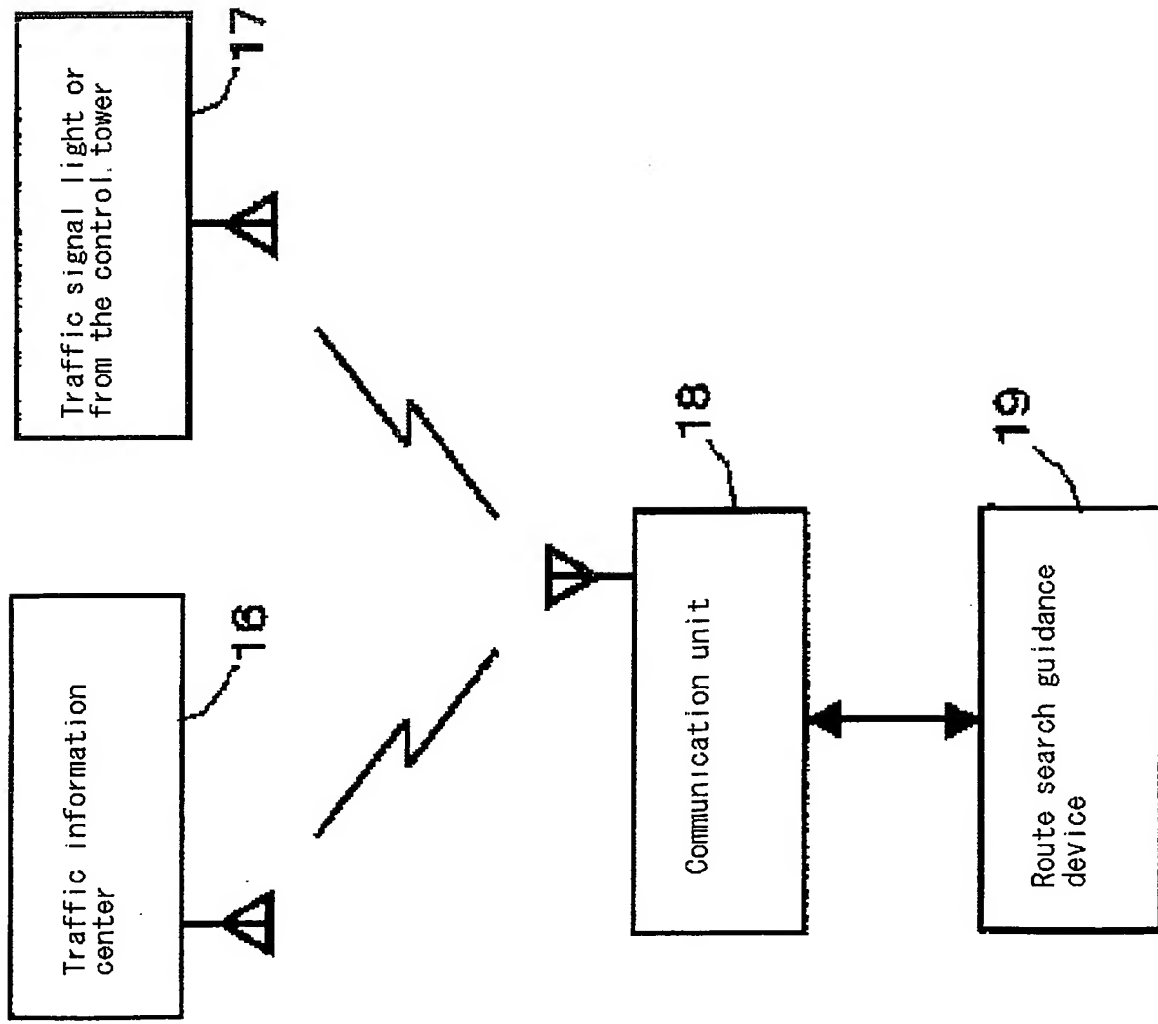 Traffic information
center
16
Traffic signal light or
from the control tower
17
Communication unit
18
Route search guidance
device
19